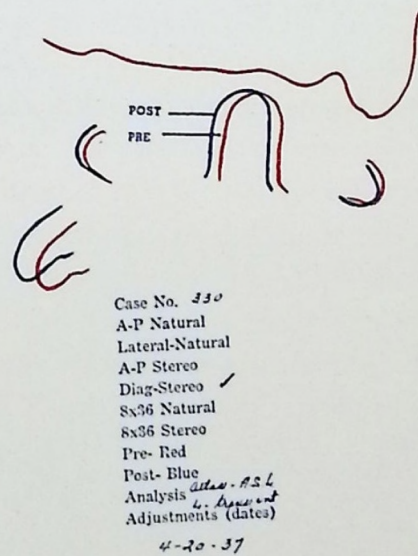 POST
PRE
Case No. 330
A-P Natural
Lateral-Natural
A-P Stereo
Diag-Stereo ✓
8x36 Natural
8x36 Stereo
Pre- Red
Post- Blue
Analysis Atlas - ASL
Adjustments (dates)
4-20-37